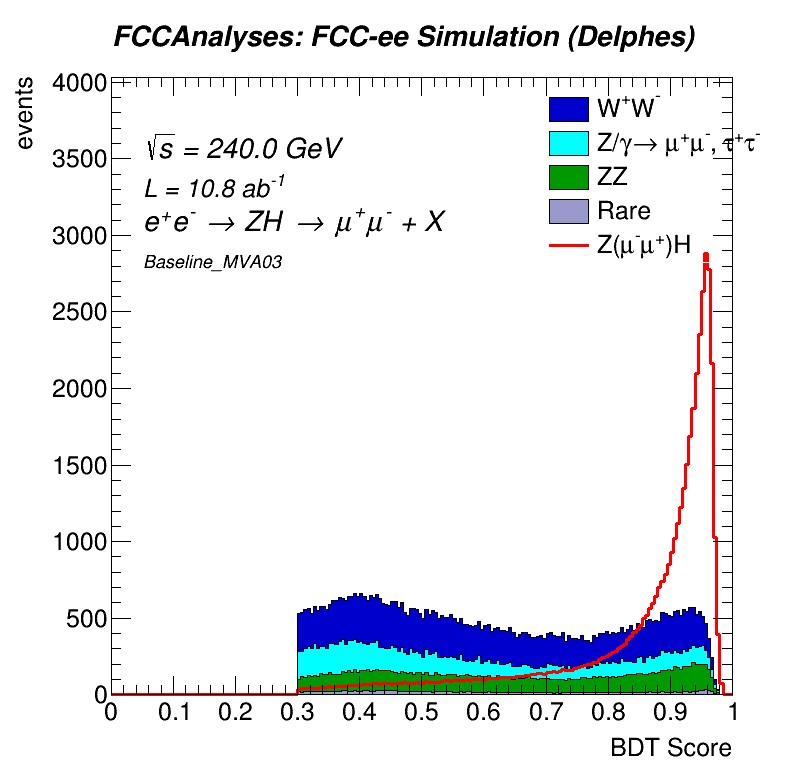 FCCAnalyses: FCC-ee Simulation (Delphes)
events
4000
3500
3000
2500
2000
1500
1000
500
0
√s = 240.0 GeV
L = 10.8 ab⁻¹
e⁺e⁻ → ZH → μ⁺μ⁻ + X
Baseline_MVA03
W⁺W⁻
Z/γ→ μ⁺μ⁻, τ⁺τ⁻
ZZ
Rare
Z(μ⁻μ⁺)H
0 0.1 0.2 0.3 0.4 0.5 0.6 0.7 0.8 0.9 1
BDT Score